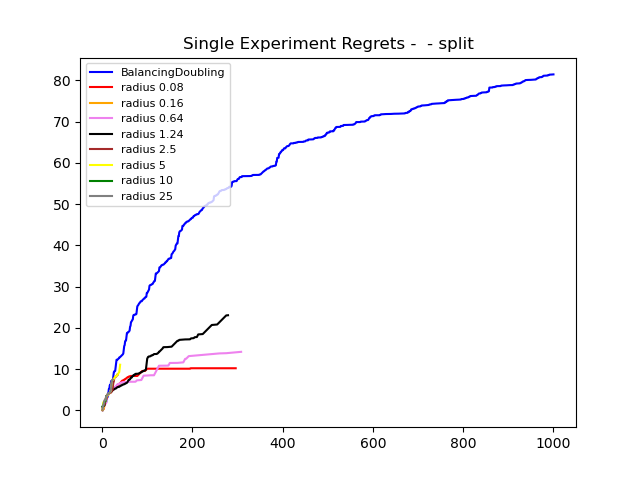 Single Experiment Regrets -  - split
BalancingDoubling
radius 0.08
radius 0.16
radius 0.64
radius 1.24
radius 2.5
radius 5
radius 10
radius 25
80
70
60
50
40
30
20
10
0
0 200 400 600 800 1000